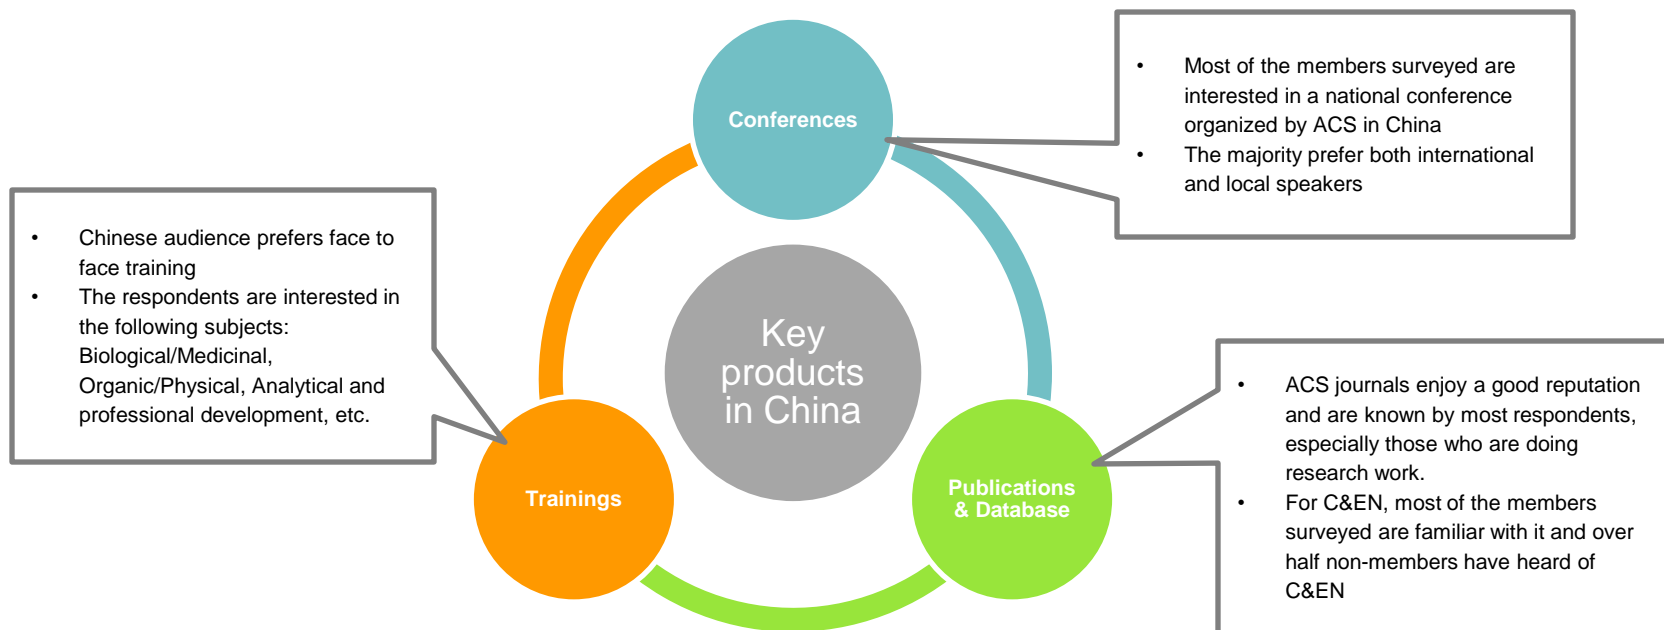 Conferences
• Most of the members surveyed are
interested in a national conference
organized by ACS in China
• The majority prefer both international
and local speakers
• Chinese audience prefers face to
face training
• The respondents are interested in
the following subjects:
Biological/Medicinal,
Organic/Physical, Analytical and
professional development, etc.
Key
products
in China
• ACS journals enjoy a good reputation
and are known by most respondents,
especially those who are doing
research work.
• For C&EN, most of the members
surveyed are familiar with it and over
half non-members have heard of
C&EN
Trainings
Publications
& Database